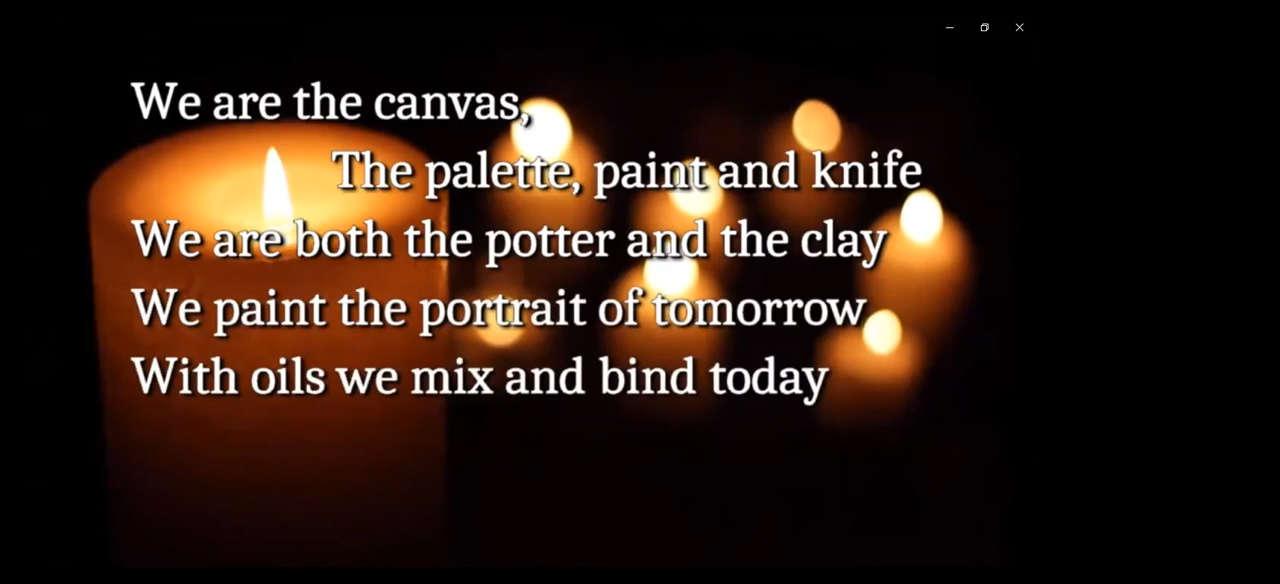 We are the canvas,
The palette, paint and knife
We are both the potter and the clay
We paint the portrait of tomorrow
With oils we mix and bind today